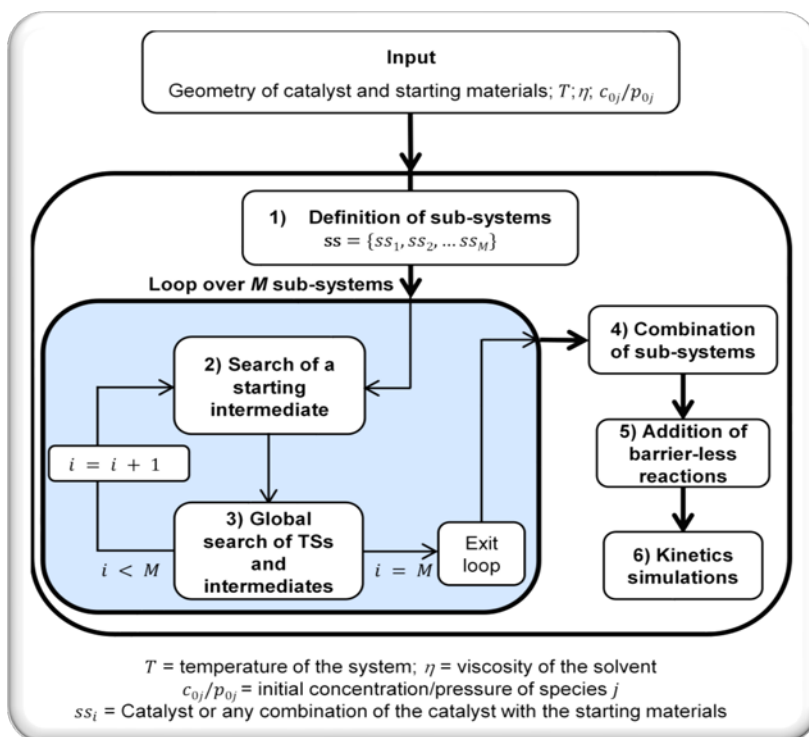 Input
Geometry of catalyst and starting materials; T; η; c₀ⱼ/p₀ⱼ
1) Definition of sub-systems
ss = {ss₁, ss₂, … ss_M}
Loop over M sub-systems
2) Search of a
starting
intermediate
i = i + 1
3) Global
search of TSs
and
intermediates
i < M
i = M
Exit
loop
4) Combination
of sub-systems
5) Addition of
barrier-less
reactions
6) Kinetics
simulations
T = temperature of the system; η = viscosity of the solvent
c₀ⱼ/p₀ⱼ = initial concentration/pressure of species j
ssᵢ = Catalyst or any combination of the catalyst with the starting materials